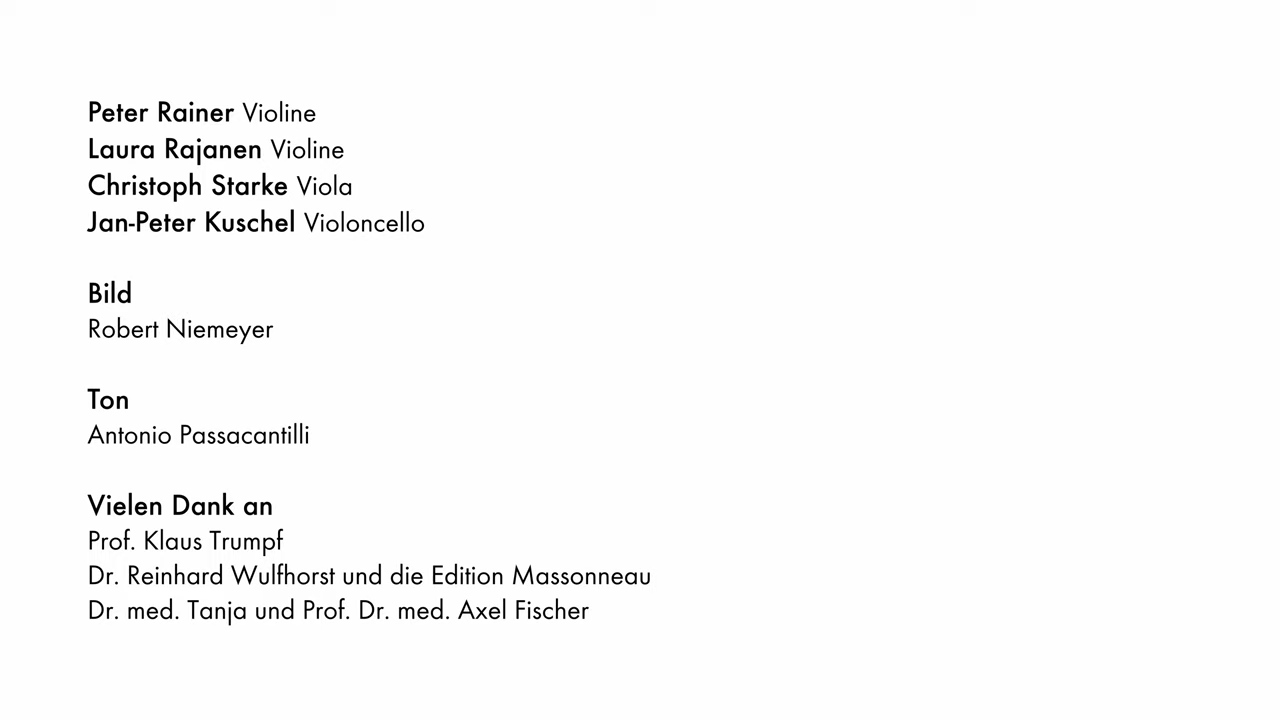 Peter Rainer Violine
Laura Rajanen Violine
Christoph Starke Viola
Jan-Peter Kuschel Violoncello
Bild
Robert Niemeyer
Ton
Antonio Passacantilli
Vielen Dank an
Prof. Klaus Trumpf
Dr. Reinhard Wulfhorst und die Edition Massonneau
Dr. med. Tanja und Prof. Dr. med. Axel Fischer